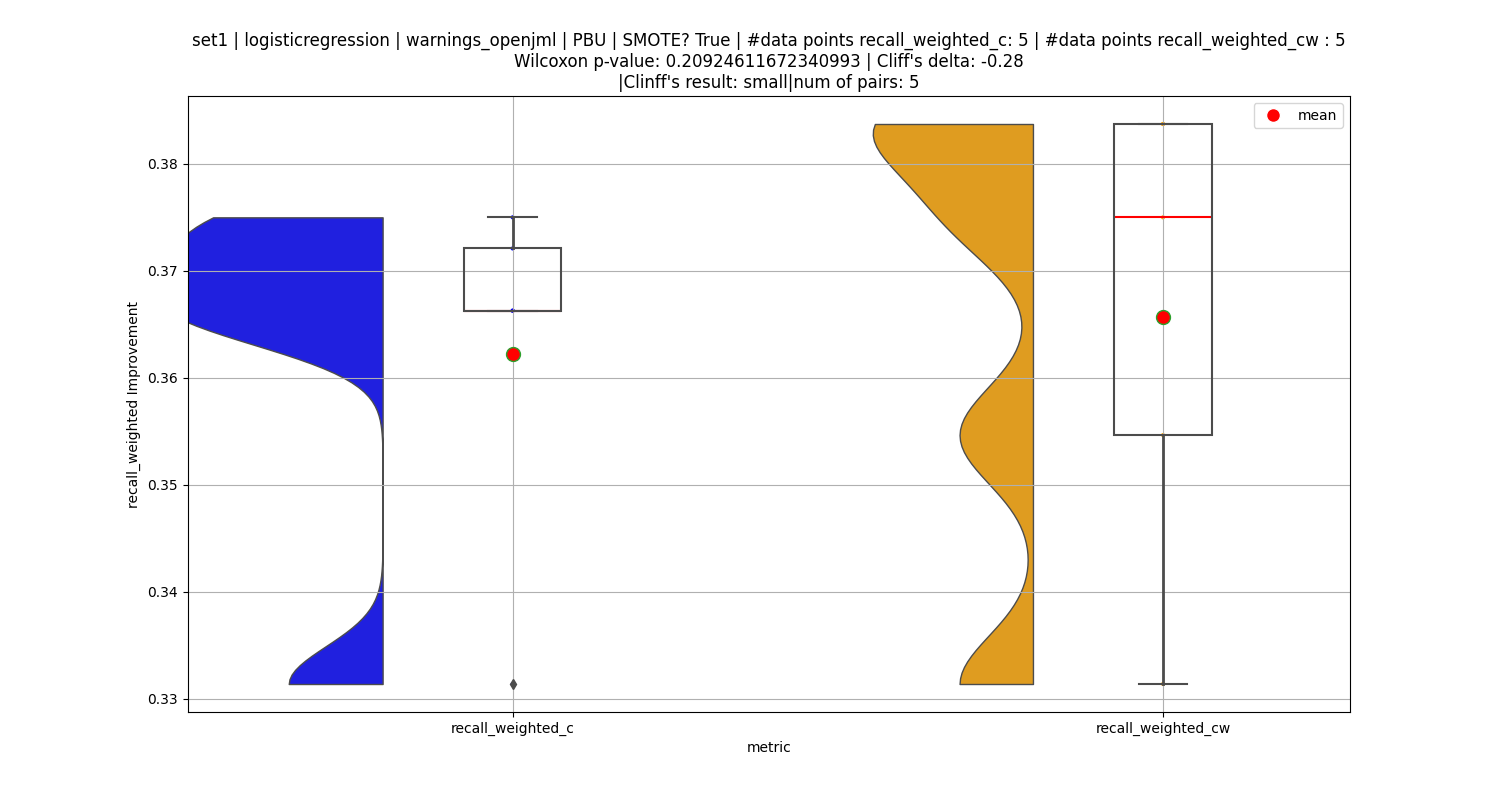 set1 | logisticregression | warnings_openjml | PBU | SMOTE? True | #data points recall_weighted_c: 5 | #data points recall_weighted_cw : 5
Wilcoxon p-value: 0.20924611672340993 | Cliff's delta: -0.28
|Clinff's result: small|num of pairs: 5
mean
0.38
0.37
0.36
0.35
0.34
0.33
recall_weighted Improvement
recall_weighted_c
recall_weighted_cw
metric